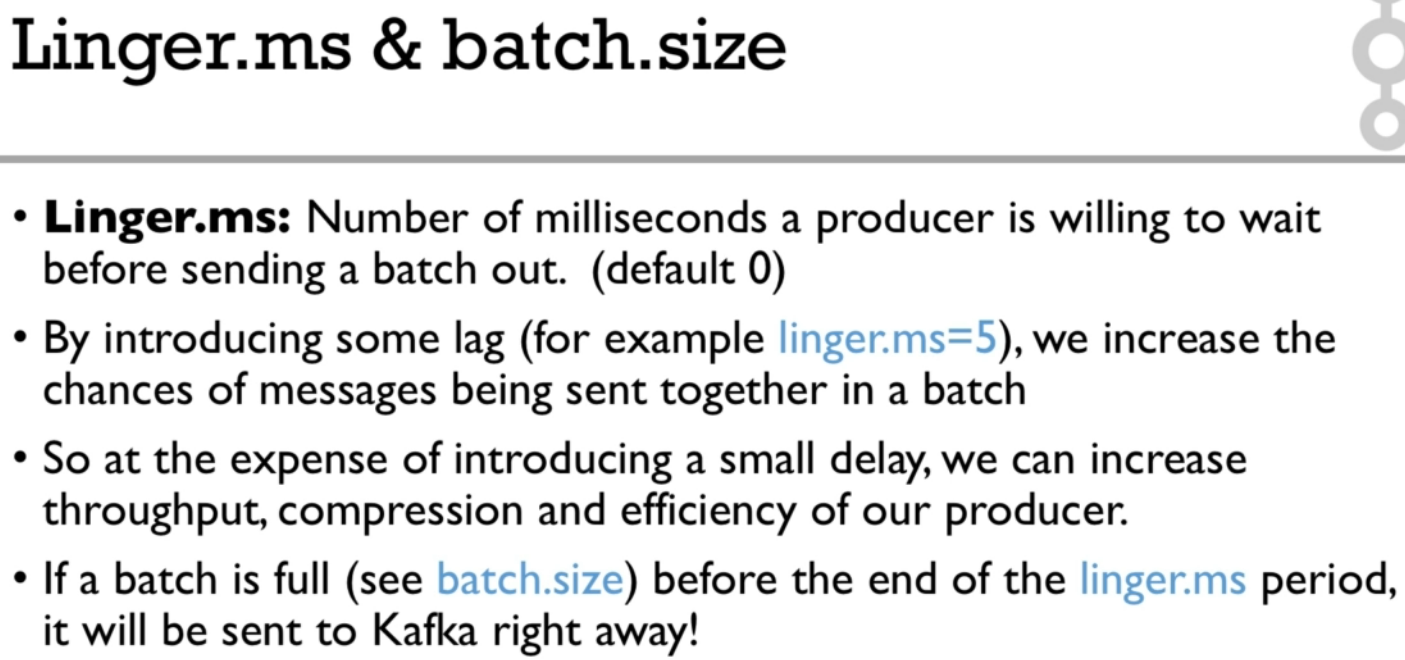 Linger.ms & batch.size
• Linger.ms: Number of milliseconds a producer is willing to wait
before sending a batch out. (default 0)
• By introducing some lag (for example linger.ms=5), we increase the
chances of messages being sent together in a batch
• So at the expense of introducing a small delay, we can increase
throughput, compression and efficiency of our producer.
• If a batch is full (see batch.size) before the end of the linger.ms period,
it will be sent to Kafka right away!